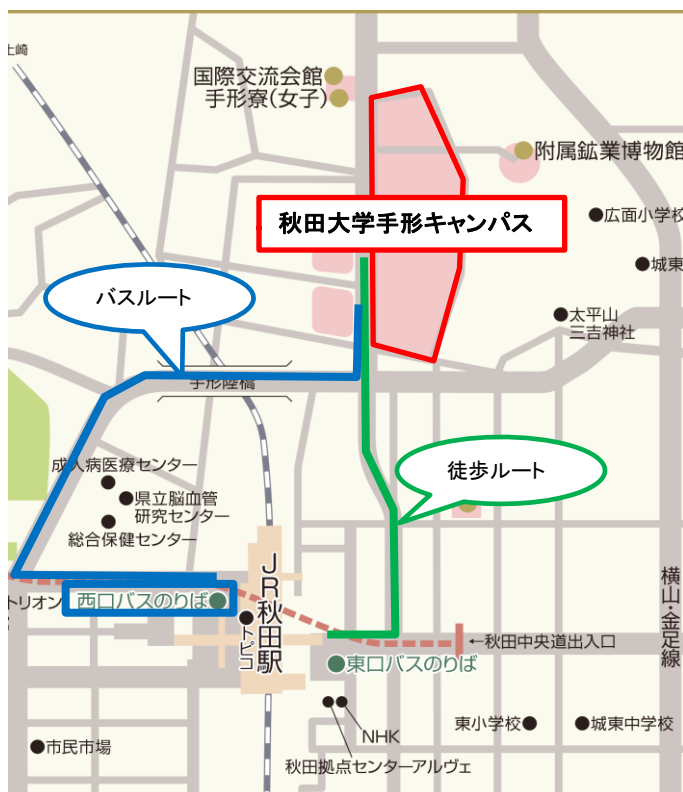 土崎
国際交流会館
手形寮(女子)
附属鉱業博物館
秋田大学手形キャンパス
広面小学校
城東
バスルート
太平山
三吉神社
手形陸橋
成人病医療センター
徒歩ルート
県立脳血管
研究センター
総合保健センター
JR秋田駅
横山・金足線
トリオン
西口バスのりば
トピコ
←秋田中央道出入口
東口バスのりば
NHK
東小学校
城東中学校
市民市場
秋田拠点センターアルヴェ